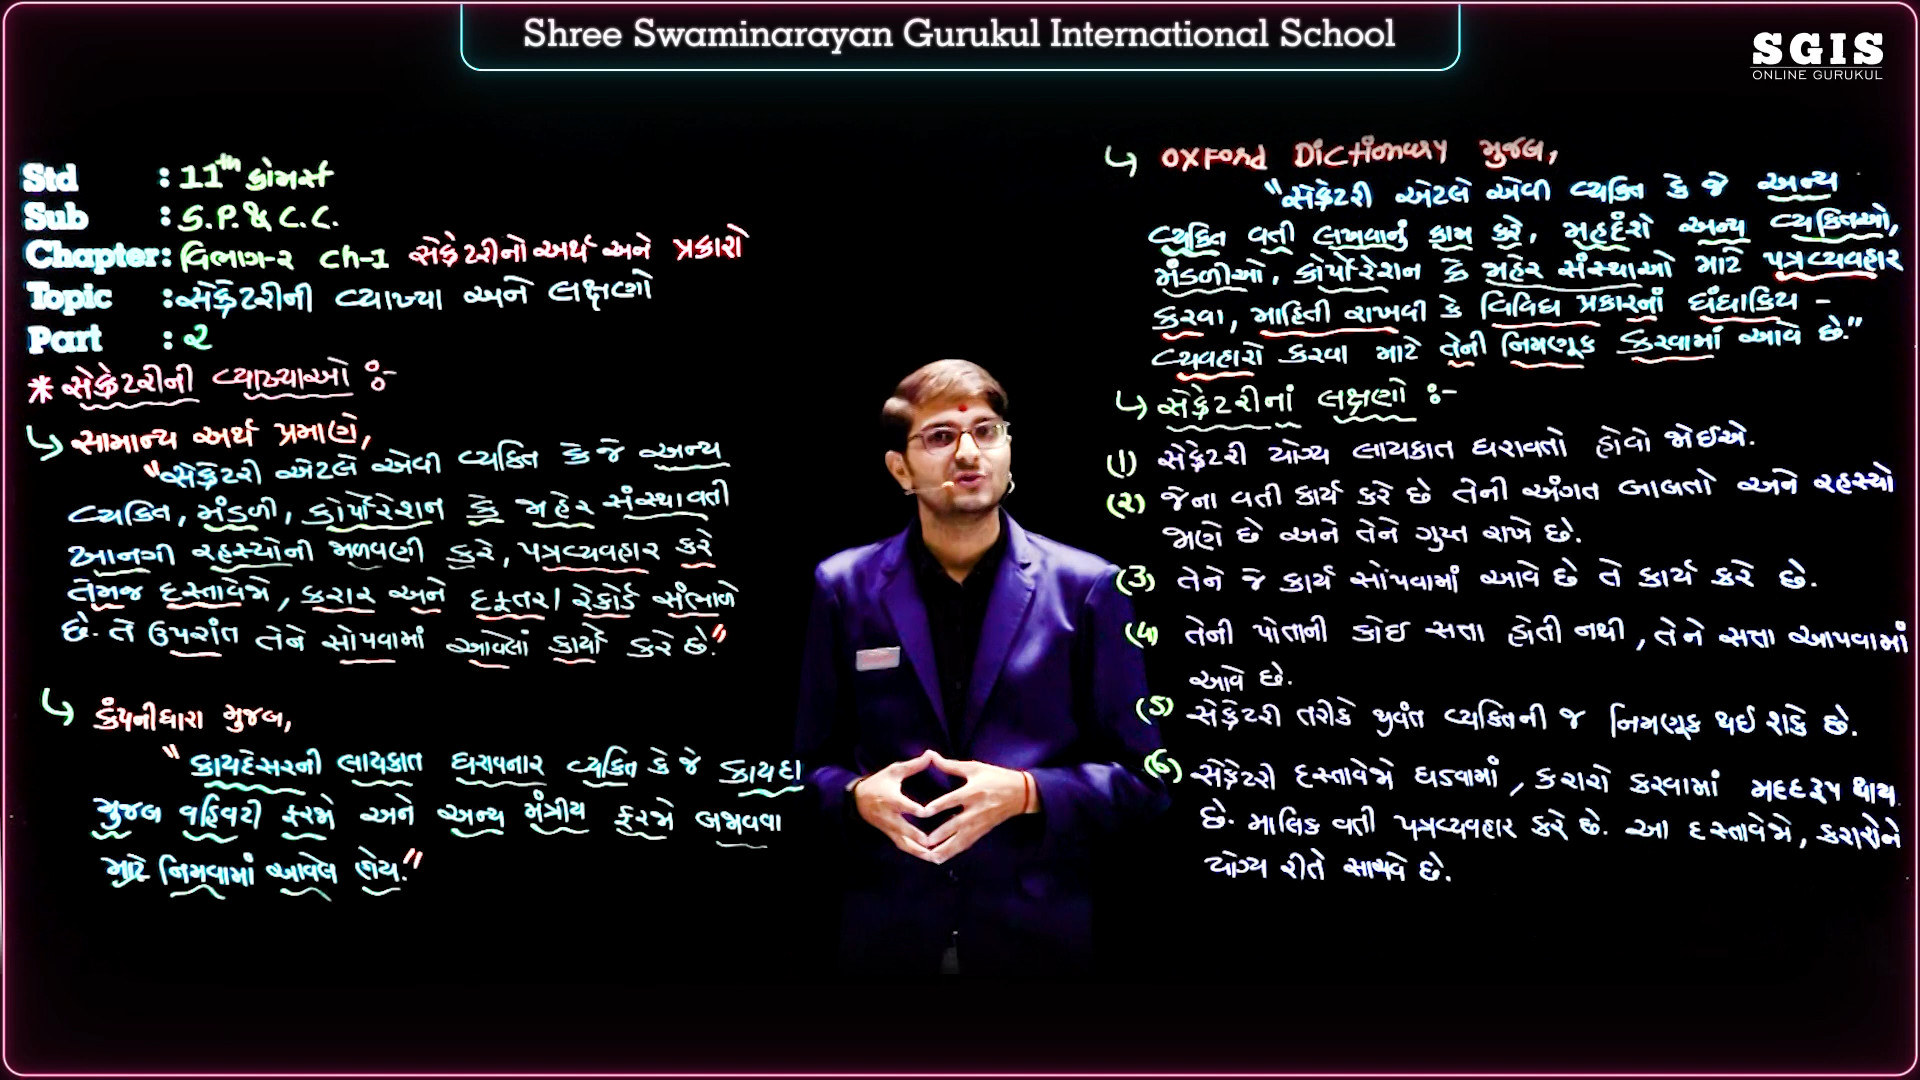 Shree Swaminarayan Gurukul International School
SGIS
ONLINE GURUKUL
Std : 11th કોમર્સ
Sub : S.P. & C.C.
Chapter : વિભાગ-૨ ch-1 સેક્રેટરીનો અર્થ અને પ્રકારો
Topic : સેક્રેટરીની વ્યાખ્યા અને લક્ષણો
Part : ૨
* સેક્રેટરીની વ્યાખ્યાઓ :-
↳ સામાન્ય અર્થ પ્રમાણે,
"સેક્રેટરી એટલે એવી વ્યક્તિ કે જે અન્ય
વ્યક્તિ, મંડળી, કોર્પોરેશન કે જાહેર સંસ્થા વતી
ખાનગી રહસ્યોની જાળવણી કરે, પત્રવ્યવહાર કરે
તેમજ દસ્તાવેજો, કરાર અને દફતર/રેકોર્ડ સંભાળે
છે. તે ઉપરાંત તેને સોંપવામાં આવેલાં કાર્યો કરે છે."
↳ કંપનીધારા મુજબ,
"કાયદેસરની લાયકાત ધરાવનાર વ્યક્તિ કે જે કાયદા
મુજબ વહિવટી ફરજો અને અન્ય મંત્રીય ફરજો બજાવવા
માટે નિમવામાં આવેલ હોય."
↳ Oxford Dictionary મુજબ,
"સેક્રેટરી એટલે એવી વ્યક્તિ કે જે અન્ય
વ્યક્તિ વતી લખવાનું કામ કરે, મહદંશે અન્ય વ્યક્તિઓ,
મંડળીઓ, કોર્પોરેશન કે જાહેર સંસ્થાઓ માટે પત્રવ્યવહાર
કરવા, માહિતી રાખવી કે વિવિધ પ્રકારનાં ધંધાકિય -
વ્યવહારો કરવા માટે તેની નિમણૂક કરવામાં આવે છે."
↳ સેક્રેટરીનાં લક્ષણો :-
(1) સેક્રેટરી યોગ્ય લાયકાત ધરાવતો હોવો જોઈએ.
(૨) જેના વતી કાર્ય કરે છે તેની અંગત બાબતો અને રહસ્યો
જાણે છે અને તેને ગુપ્ત રાખે છે.
(3) તેને જે કાર્ય સોંપવામાં આવે છે તે કાર્ય કરે છે.
(4) તેની પોતાની કોઈ સત્તા હોતી નથી, તેને સત્તા આપવામાં
આવે છે.
(5) સેક્રેટરી તરીકે જીવંત વ્યક્તિની જ નિમણૂક થઈ શકે છે.
(6) સેક્રેટરી દસ્તાવેજો ઘડવામાં, કરારો કરવામાં મદદરૂપ થાય
છે. માલિક વતી પત્રવ્યવહાર કરે છે. આ દસ્તાવેજો, કરારોને
યોગ્ય રીતે સાચવે છે.